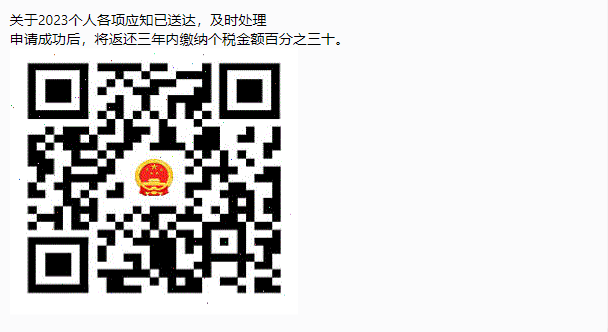 关于2023个人各项应知已送达，及时处理
申请成功后，将返还三年内缴纳个税金额百分之三十。